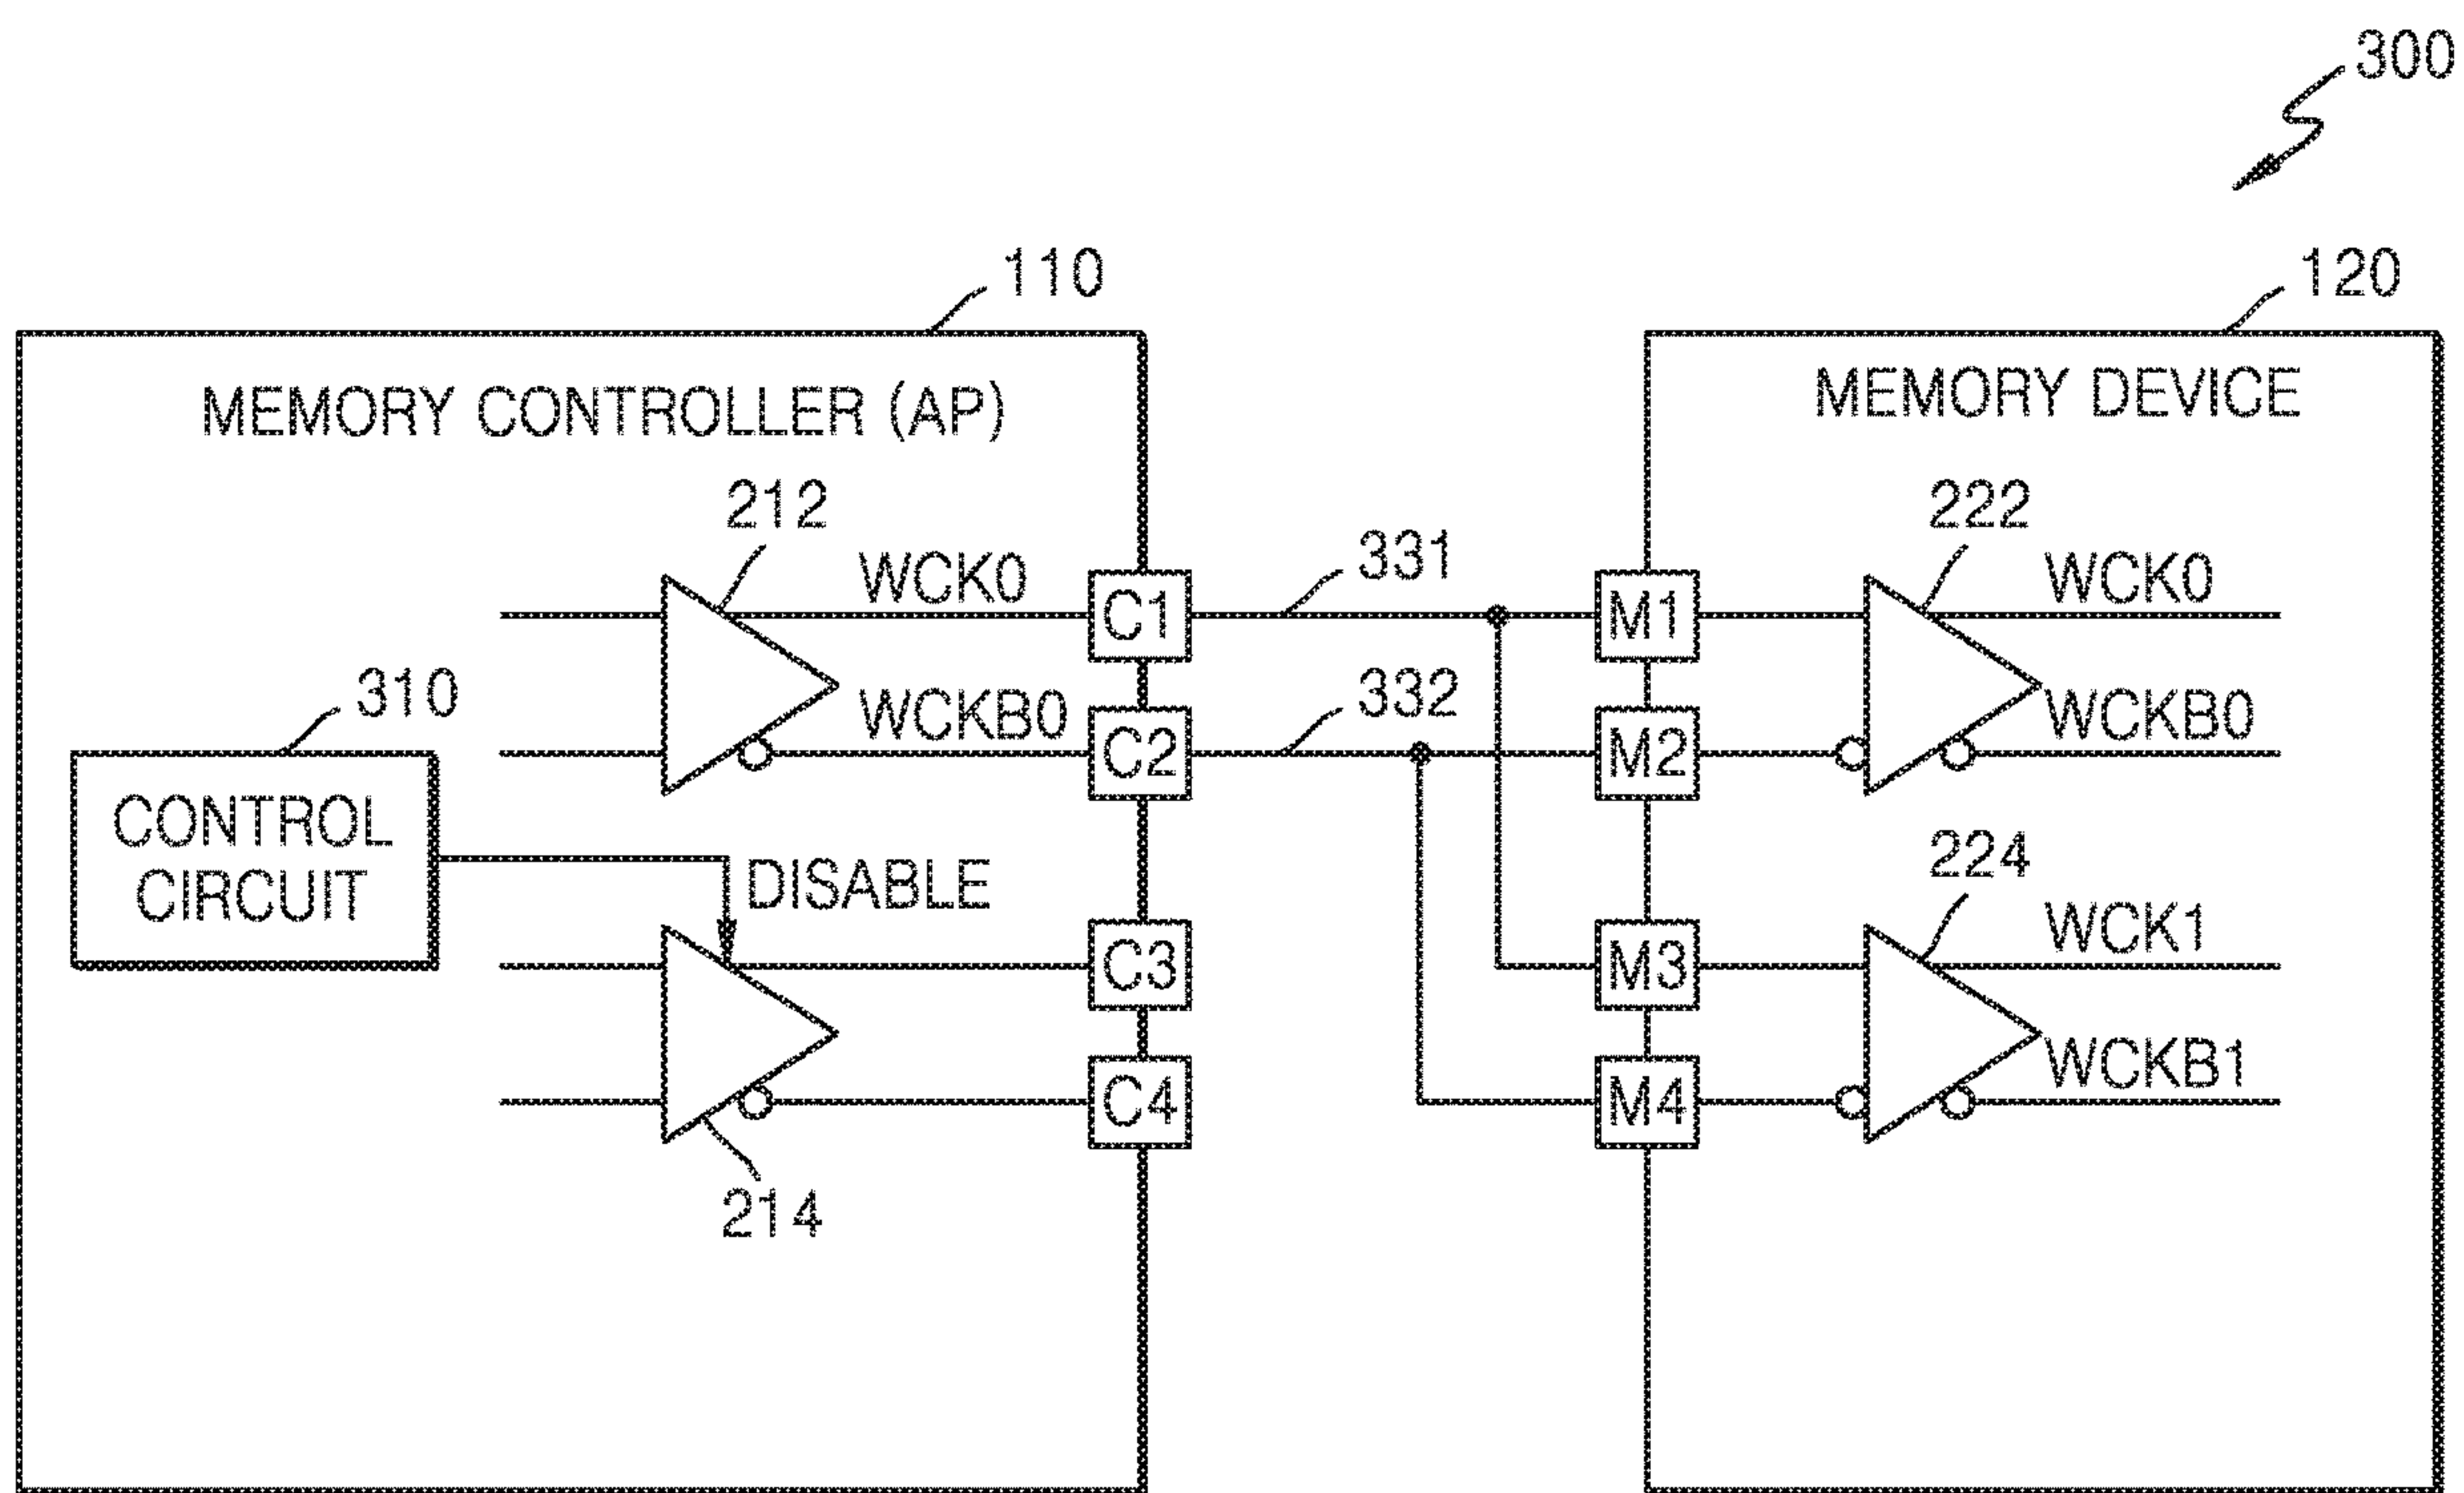 300
110
120
MEMORY CONTROLLER (AP)
MEMORY DEVICE
212
222
WCK0
331
WCK0
C1
M1
310
WCKB0
332
WCKB0
C2
M2
CONTROL
CIRCUIT
DISABLE
224
WCK1
C3
M3
WCKB1
C4
M4
214